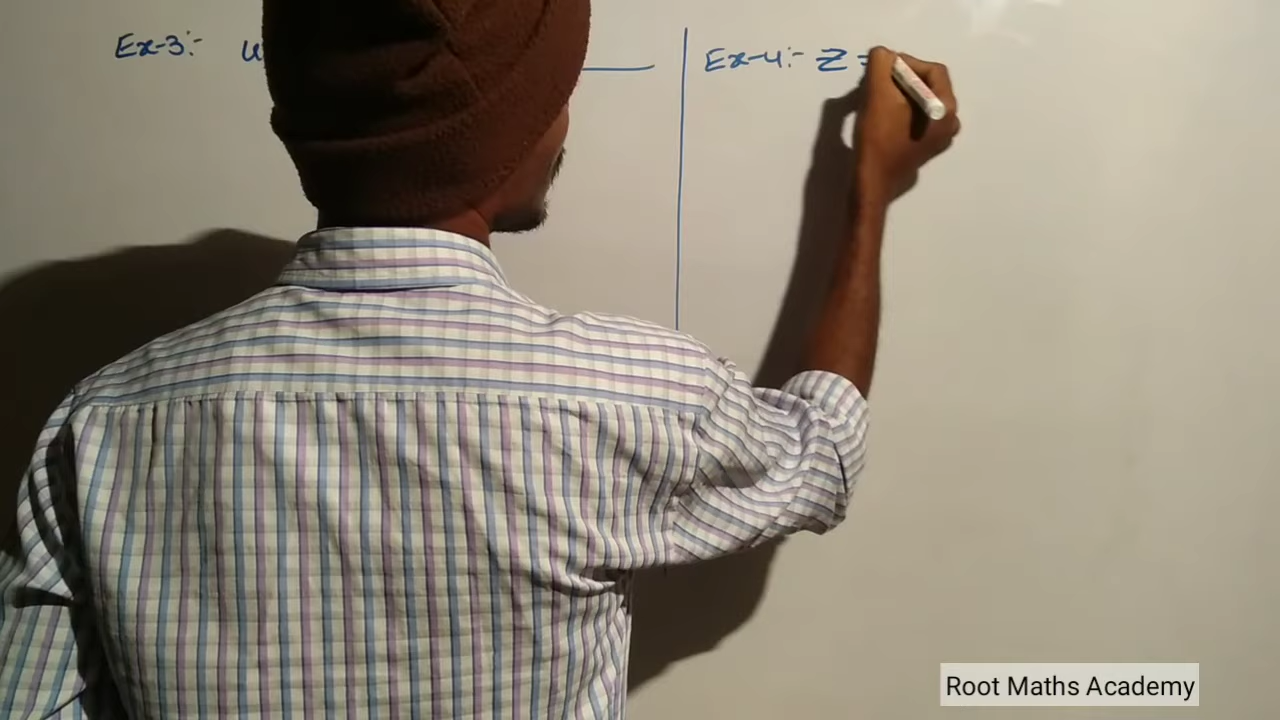 Ex-3:- u
Ex-4:- Z =
Root Maths Academy